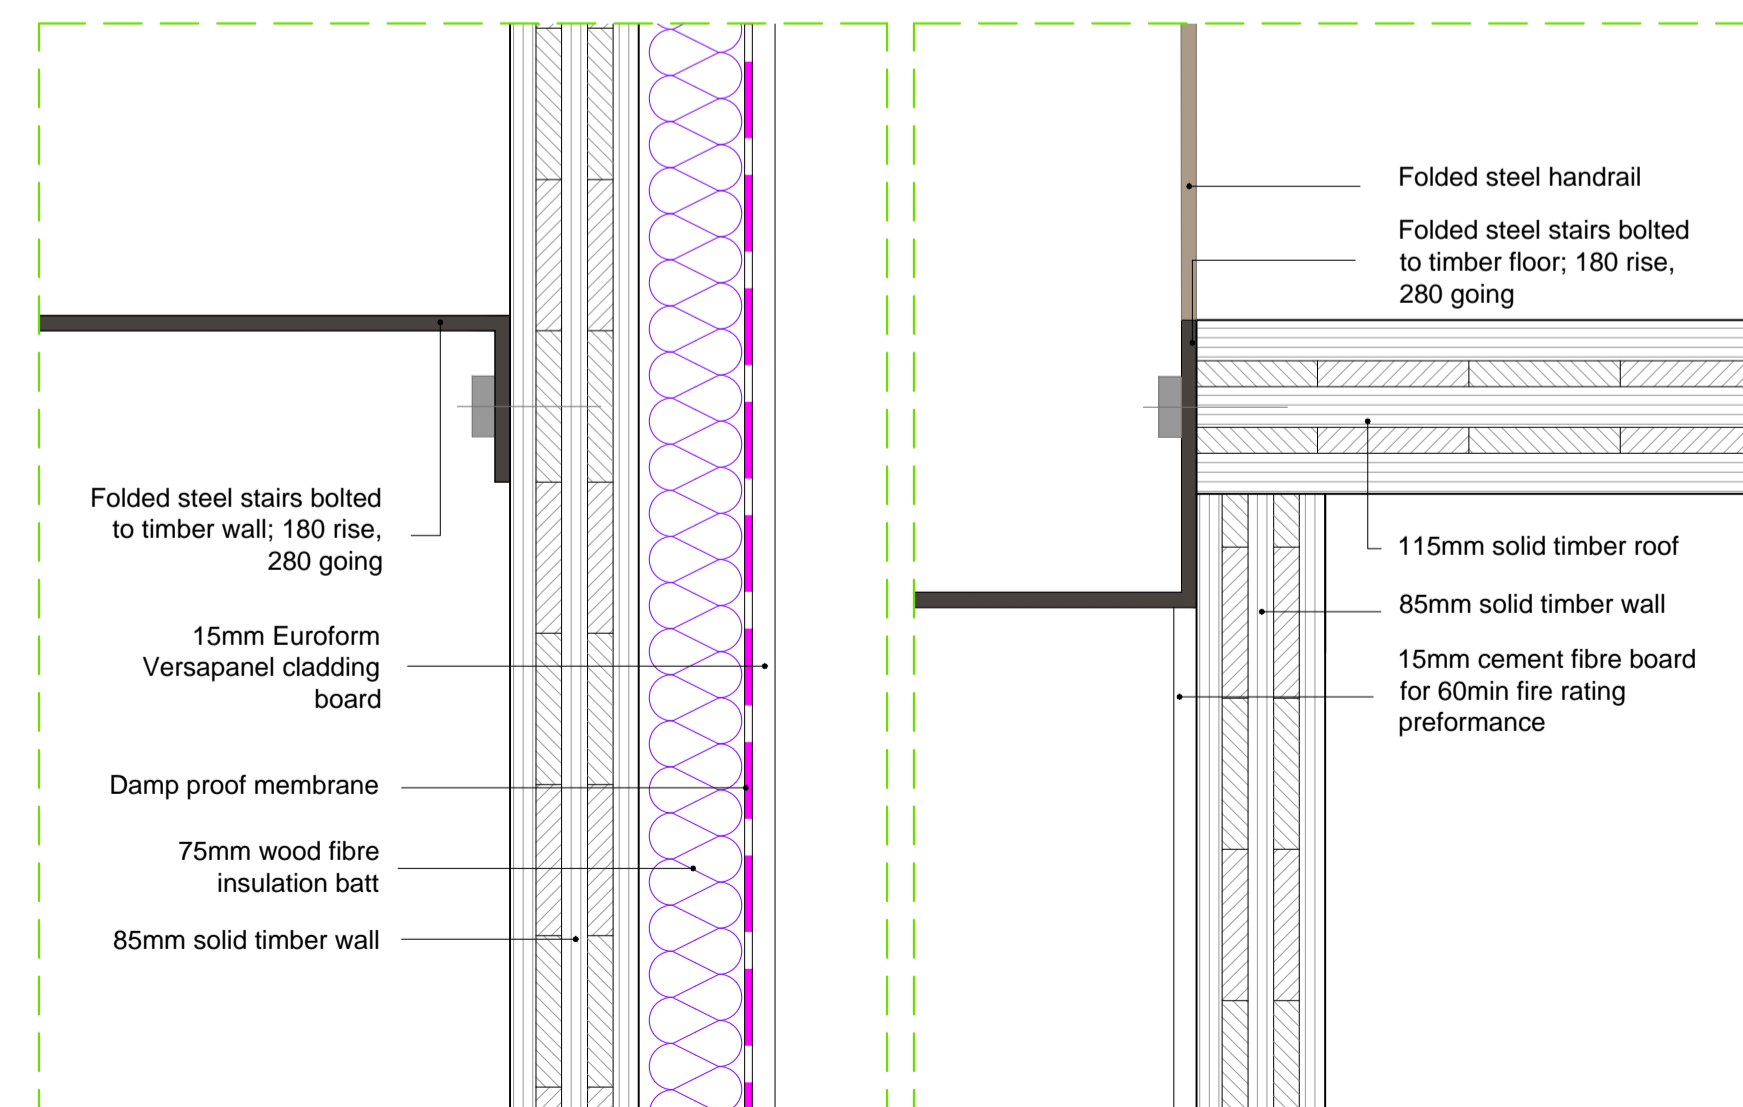 Folded steel stairs bolted
to timber wall; 180 rise,
280 going
15mm Euroform
Versapanel cladding
board
Damp proof membrane
75mm wood fibre
insulation batt
85mm solid timber wall
Folded steel handrail
Folded steel stairs bolted
to timber floor; 180 rise,
280 going
115mm solid timber roof
85mm solid timber wall
15mm cement fibre board
for 60min fire rating
preformance